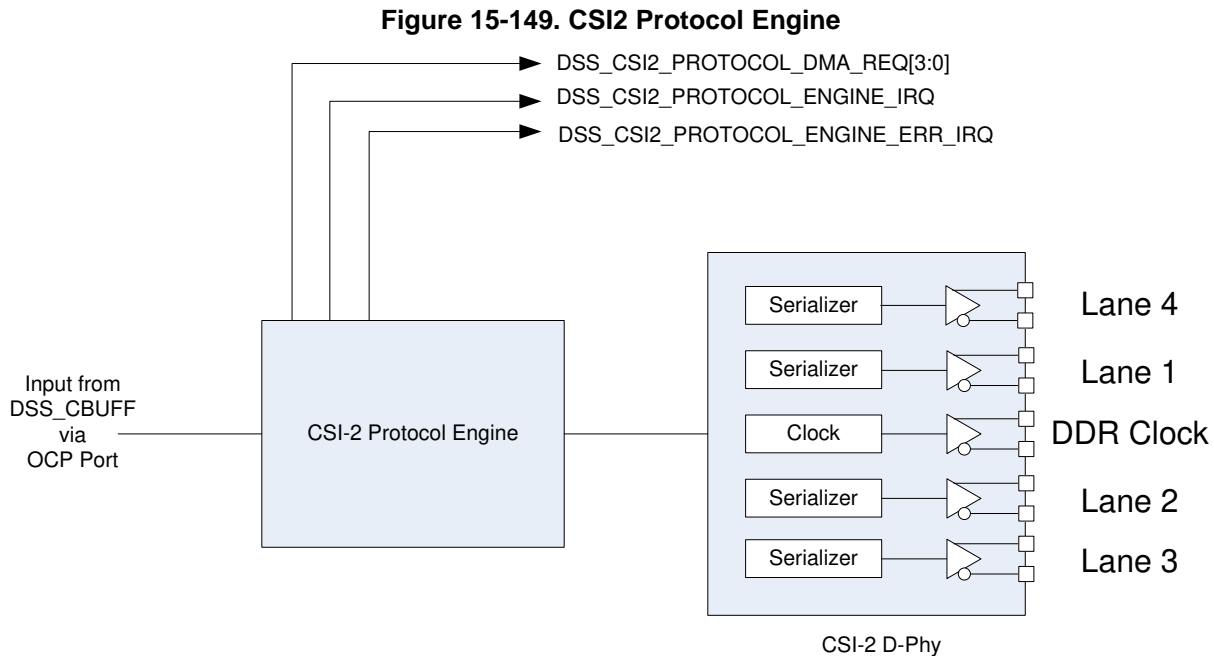 Figure 15-149. CSI2 Protocol Engine
DSS_CSI2_PROTOCOL_DMA_REQ[3:0]
DSS_CSI2_PROTOCOL_ENGINE_IRQ
DSS_CSI2_PROTOCOL_ENGINE_ERR_IRQ
Input from
DSS_CBUFF
via
OCP Port
CSI-2 Protocol Engine
Serializer
Lane 4
Serializer
Lane 1
Clock
DDR Clock
Serializer
Lane 2
Serializer
Lane 3
CSI-2 D-Phy